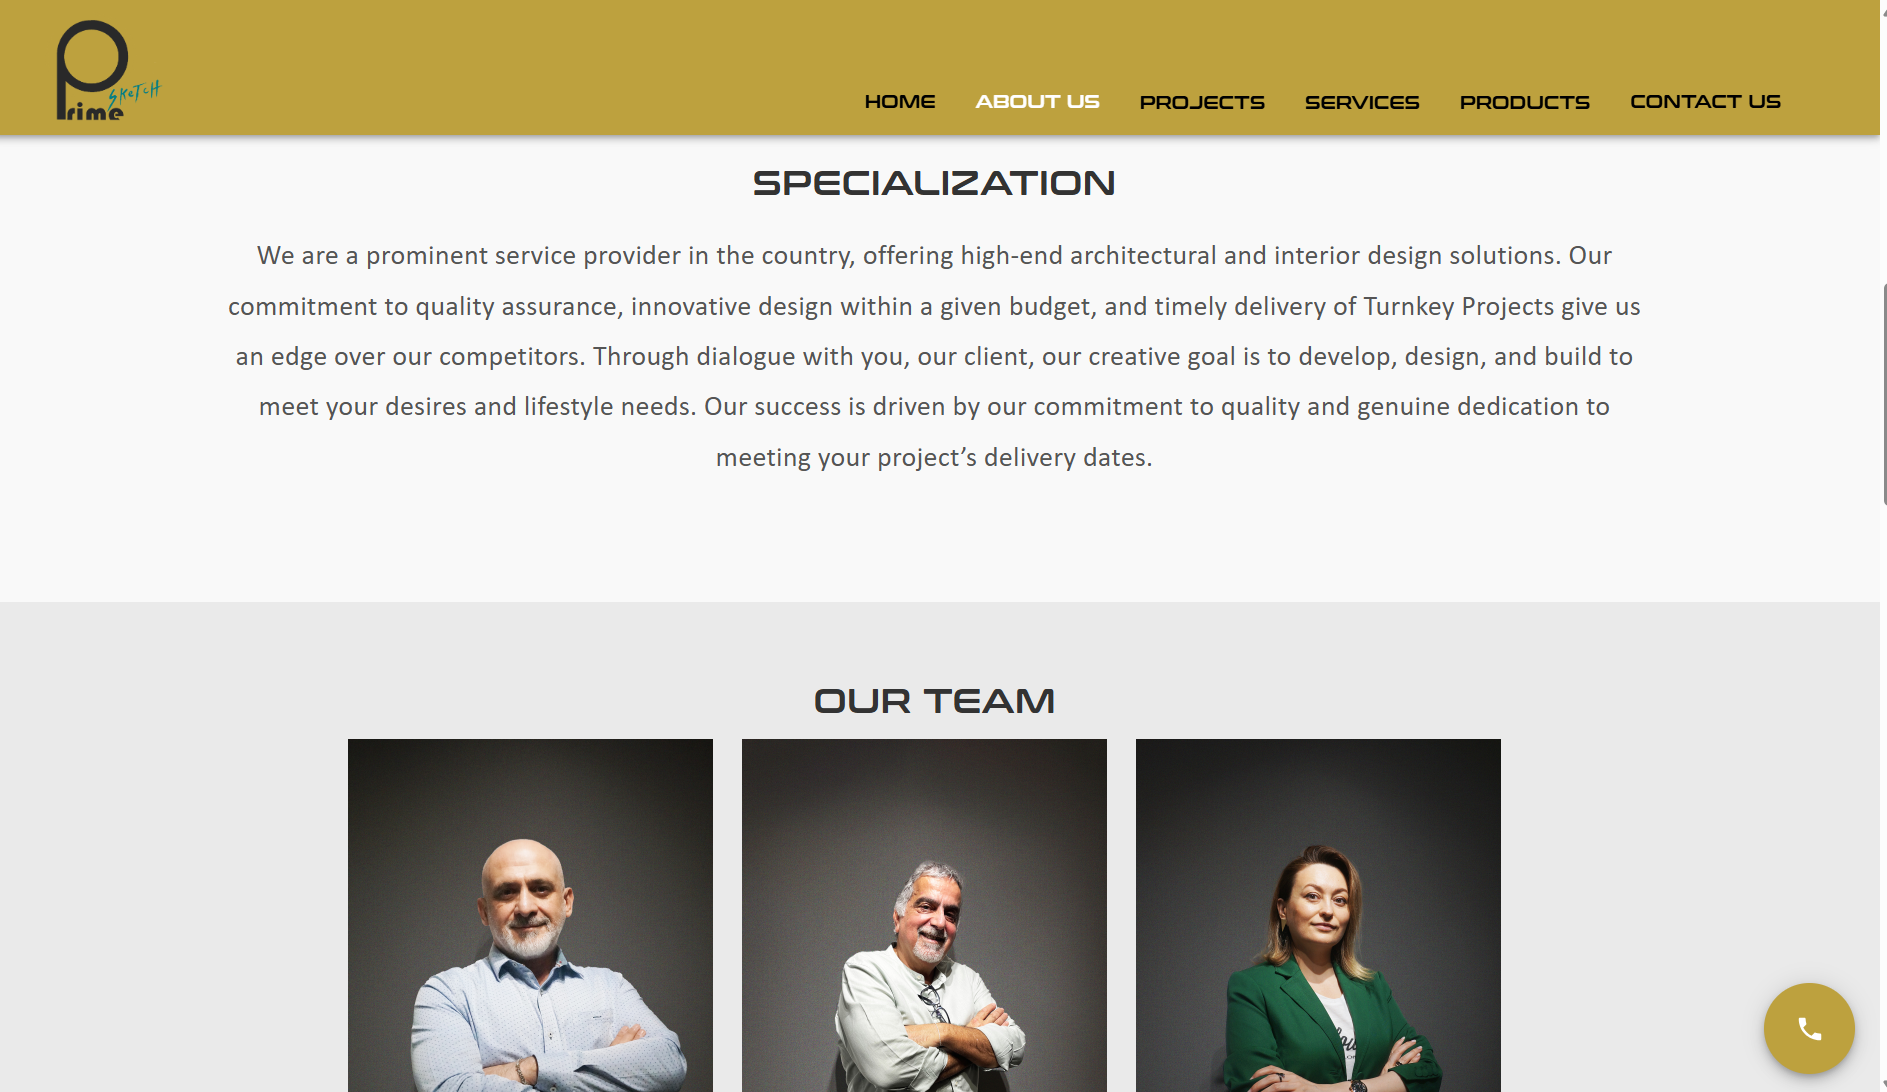 Prime
SKeTcH
HOME ABOUT US PROJECTS SERVICES PRODUCTS CONTACT US
SPECIALIZATION
We are a prominent service provider in the country, offering high-end architectural and interior design solutions. Our
commitment to quality assurance, innovative design within a given budget, and timely delivery of Turnkey Projects give us
an edge over our competitors. Through dialogue with you, our client, our creative goal is to develop, design, and build to
meet your desires and lifestyle needs. Our success is driven by our commitment to quality and genuine dedication to
meeting your project’s delivery dates.
OUR TEAM